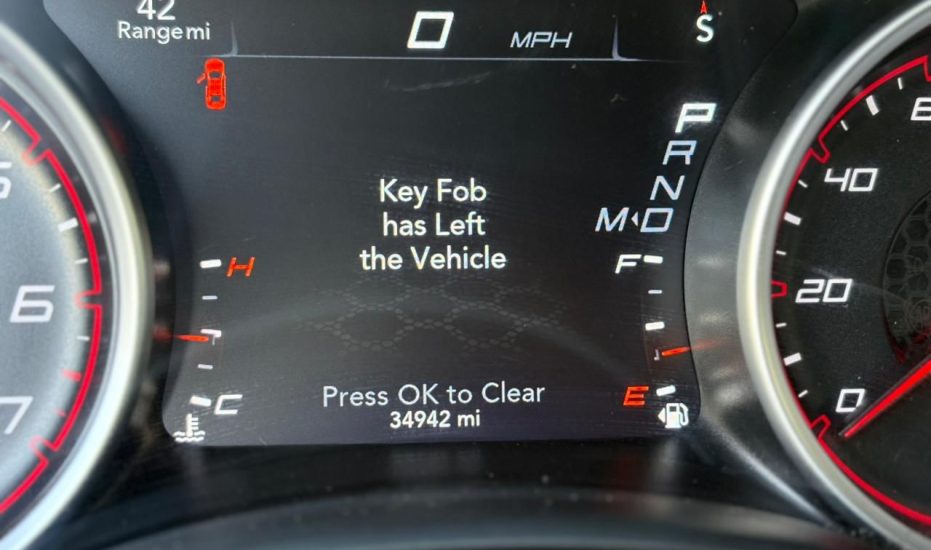 42
Range mi
0 MPH
S
P
R
N
M D
Key Fob
has Left
the Vehicle
H
F
C
E
Press OK to Clear
34942 mi
6
7
40
20
0